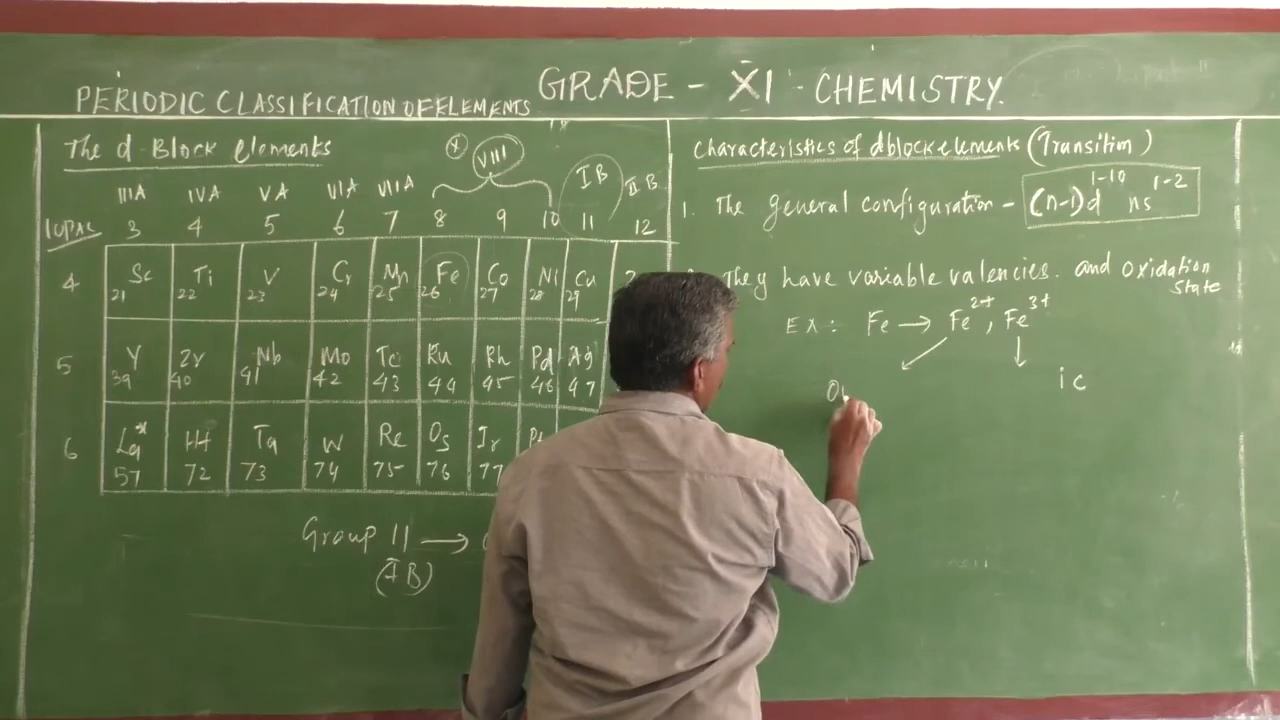 GRADE - XI - CHEMISTRY.
PERIODIC CLASSIFICATION OF ELEMENTS
The d-Block elements
(X) VIII
IIIA IVA VA VIA VIIA IB IIB
IUPAC 3 4 5 6 7 8 9 10 11 12
4 Sc Ti V Cr Mn Fe Co Ni Cu
21 22 23 24 25 26 27 28 29
5 Y Zr Nb Mo Tc Ru Rh Pd Ag
39 40 41 42 43 44 45 46 47
6 La* Hf Ta W Re Os Ir Pt
57 72 73 74 75 76 77
Group 11 →
(IB)
Characteristics of d block elements (Transition)
1. The general configuration - (n-1)d¹⁻¹⁰ ns¹⁻²
They have variable valencies. and Oxidation
State
Ex: Fe → Fe²⁺, Fe³⁺
ic